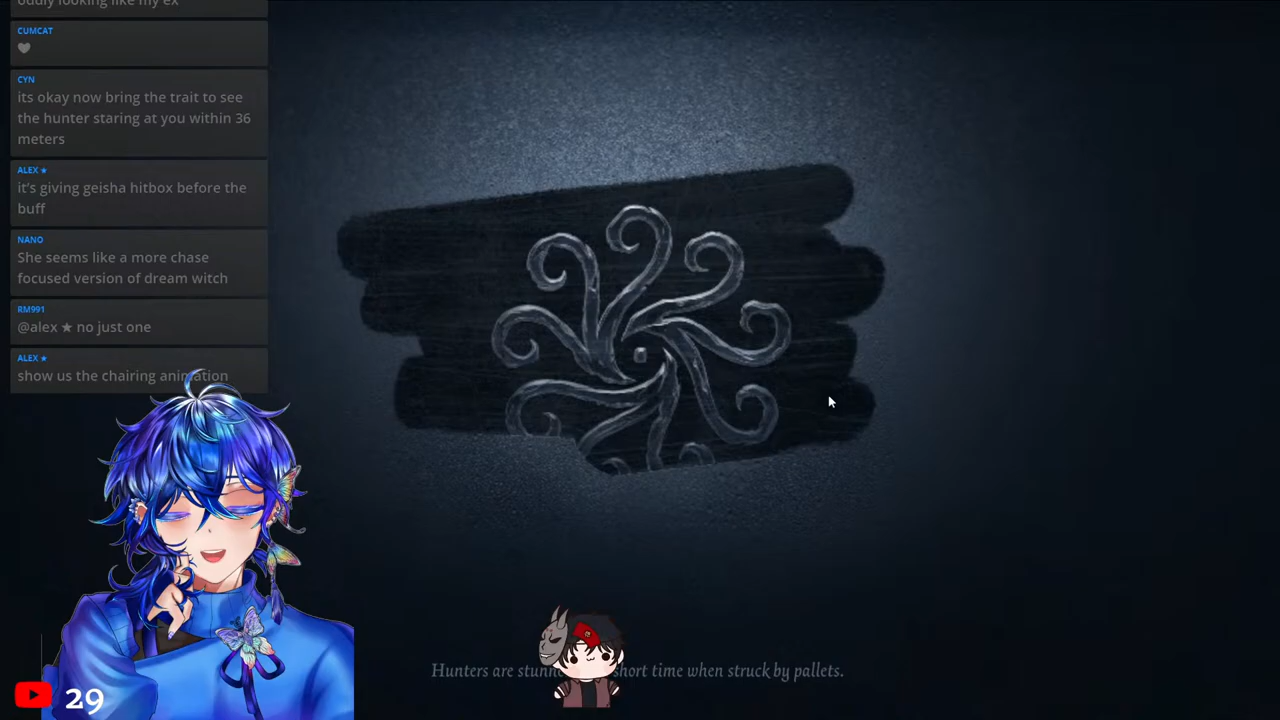 oddly looking like my ex
CUMCAT
CYN
its okay now bring the trait to see
the hunter staring at you within 36
meters
ALEX ★
it's giving geisha hitbox before the
buff
NANO
She seems like a more chase
focused version of dream witch
RM991
@alex ★ no just one
ALEX ★
show us the chairing animation
Hunters are stunn short time when struck by pallets.
29